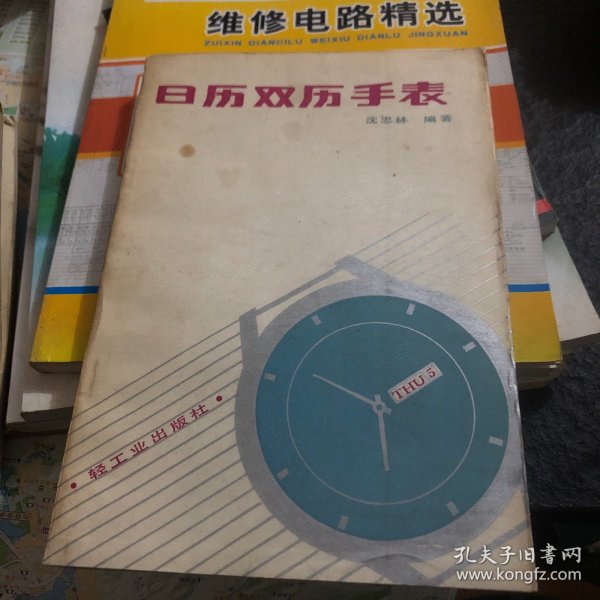 维修电路精选
ZUIXIN DIANCILU WEIXIU DIANLU JINGXUAN
日历双历手表
沈忠林 编著
THU 5
·轻工业出版社·
孔夫子旧书网
www.kongfz.com